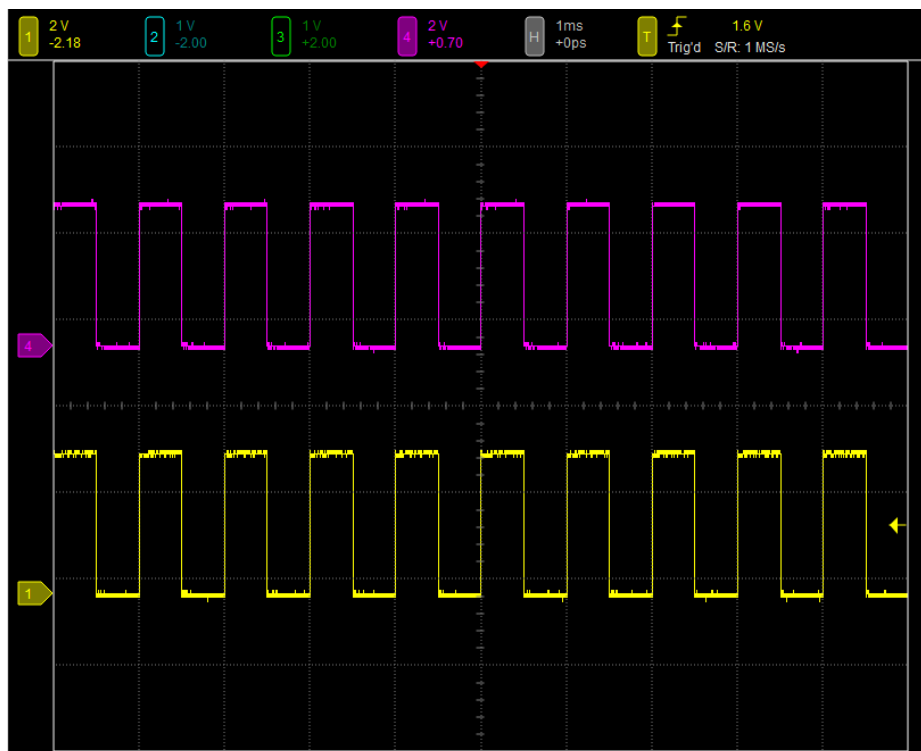 1 2 V -2.18
2 1 V -2.00
3 1 V +2.00
4 2 V +0.70
H 1ms +0ps
T 1.6 V
Trig'd S/R: 1 MS/s
4
1